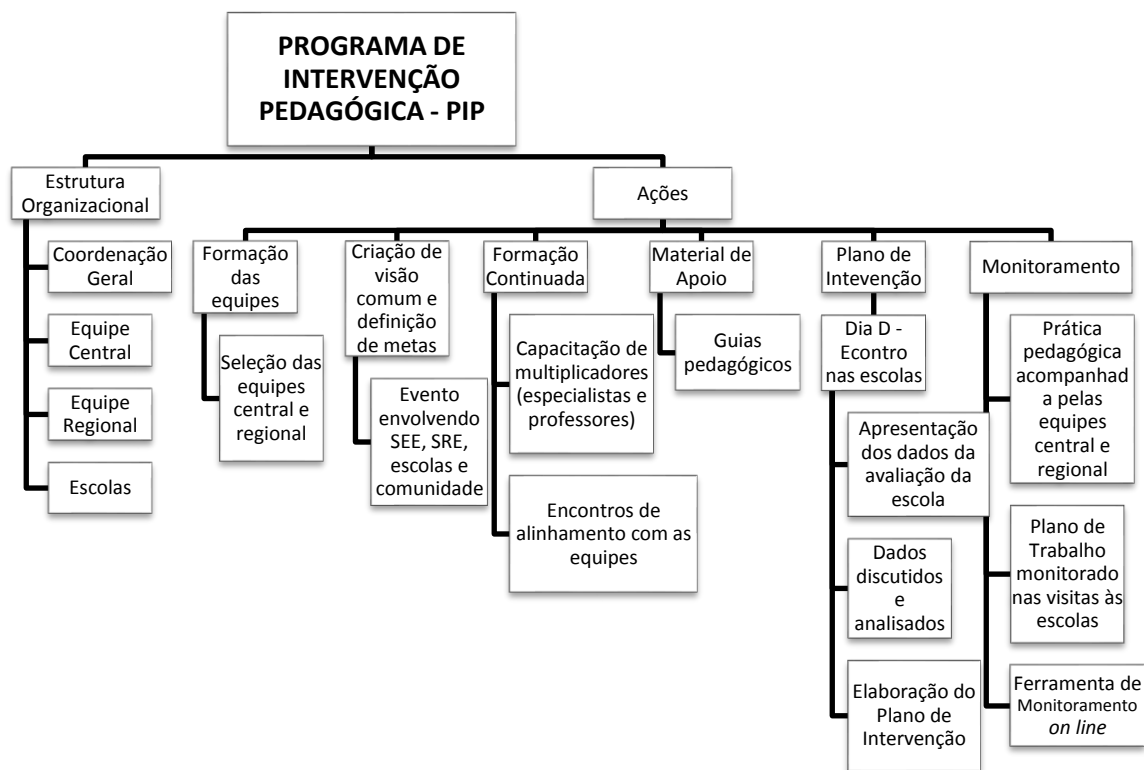 PROGRAMA DE
INTERVENÇÃO
PEDAGÓGICA - PIP
Estrutura
Organizacional
Coordenação
Geral
Equipe
Central
Equipe
Regional
Escolas
Ações
Formação
das
equipes
Seleção das
equipes
central e
regional
Criação de
visão
comum e
definição
de metas
Evento
envolvendo
SEE, SRE,
escolas e
comunidade
Formação
Continuada
Capacitação de
multiplicadores
(especialistas e
professores)
Encontros de
alinhamento com as
equipes
Material de
Apoio
Guias
pedagógicos
Plano de
Intevenção
Dia D -
Econtro
nas escolas
Apresentação
dos dados da
avaliação da
escola
Dados
discutidos
e
analisados
Elaboração do
Plano de
Intervenção
Monitoramento
Prática
pedagógica
acompanhad
a pelas
equipes
central e
regional
Plano de
Trabalho
monitorado
nas visitas às
escolas
Ferramenta de
Monitoramento
on line